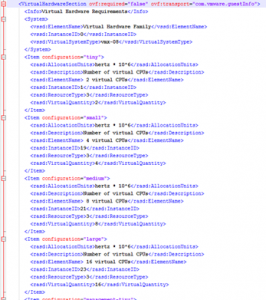 <VirtualHardwareSection ovf:required="false" ovf:transport="com.vmware.guestInfo">
<Info>Virtual Hardware Requirements</Info>
<System>
<vssd:ElementName>Virtual Hardware Family</vssd:ElementName>
<vssd:InstanceID>0</vssd:InstanceID>
<vssd:VirtualSystemType>vmx-08</vssd:VirtualSystemType>
</System>
<Item configuration="tiny">
<rasd:AllocationUnits>hertz * 10^6</rasd:AllocationUnits>
<rasd:Description>Number of virtual CPUs</rasd:Description>
<rasd:ElementName> 2 virtual CPUs</rasd:ElementName>
<rasd:InstanceID>1</rasd:InstanceID>
<rasd:ResourceType>3</rasd:ResourceType>
<rasd:VirtualQuantity>2</rasd:VirtualQuantity>
</Item>
<Item configuration="small">
<rasd:AllocationUnits>hertz * 10^6</rasd:AllocationUnits>
<rasd:Description>Number of virtual CPUs</rasd:Description>
<rasd:ElementName> 4 virtual CPUs</rasd:ElementName>
<rasd:InstanceID>19</rasd:InstanceID>
<rasd:ResourceType>3</rasd:ResourceType>
<rasd:VirtualQuantity>4</rasd:VirtualQuantity>
</Item>
<Item configuration="medium">
<rasd:AllocationUnits>hertz * 10^6</rasd:AllocationUnits>
<rasd:Description>Number of virtual CPUs</rasd:Description>
<rasd:ElementName> 8 virtual CPUs</rasd:ElementName>
<rasd:InstanceID>21</rasd:InstanceID>
<rasd:ResourceType>3</rasd:ResourceType>
<rasd:VirtualQuantity>8</rasd:VirtualQuantity>
</Item>
<Item configuration="large">
<rasd:AllocationUnits>hertz * 10^6</rasd:AllocationUnits>
<rasd:Description>Number of virtual CPUs</rasd:Description>
<rasd:ElementName> 16 virtual CPUs</rasd:ElementName>
<rasd:InstanceID>23</rasd:InstanceID>
<rasd:ResourceType>3</rasd:ResourceType>
<rasd:VirtualQuantity>16</rasd:VirtualQuantity>
</Item>